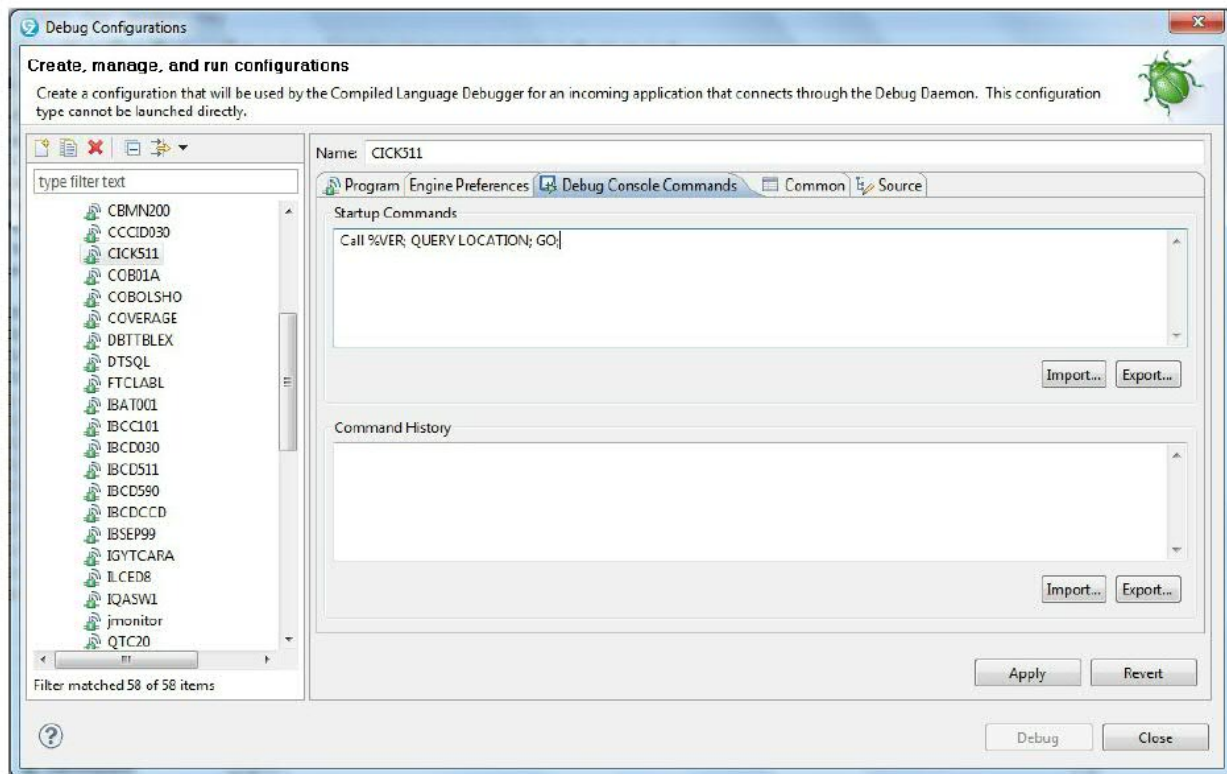 Debug Configurations
Create, manage, and run configurations
Create a configuration that will be used by the Compiled Language Debugger for an incoming application that connects through the Debug Daemon. This configuration
type cannot be launched directly.
type filter text
CBMN200
CCCID030
CICK511
COB01A
COBOLSHO
COVERAGE
DBTTBLEX
DTSQL
FTCLABL
IBAT001
IBCC101
IBCD030
IBCD511
IBCD590
IBCDCCD
IBSEP99
IGYTCARA
ILCED8
IQASW1
jmonitor
QTC20
Filter matched 58 of 58 items
Name: CICK511
Program Engine Preferences Debug Console Commands Common Source
Startup Commands
Call %VER; QUERY LOCATION; GO;
Import... Export...
Command History
Import... Export...
Apply Revert
Debug Close